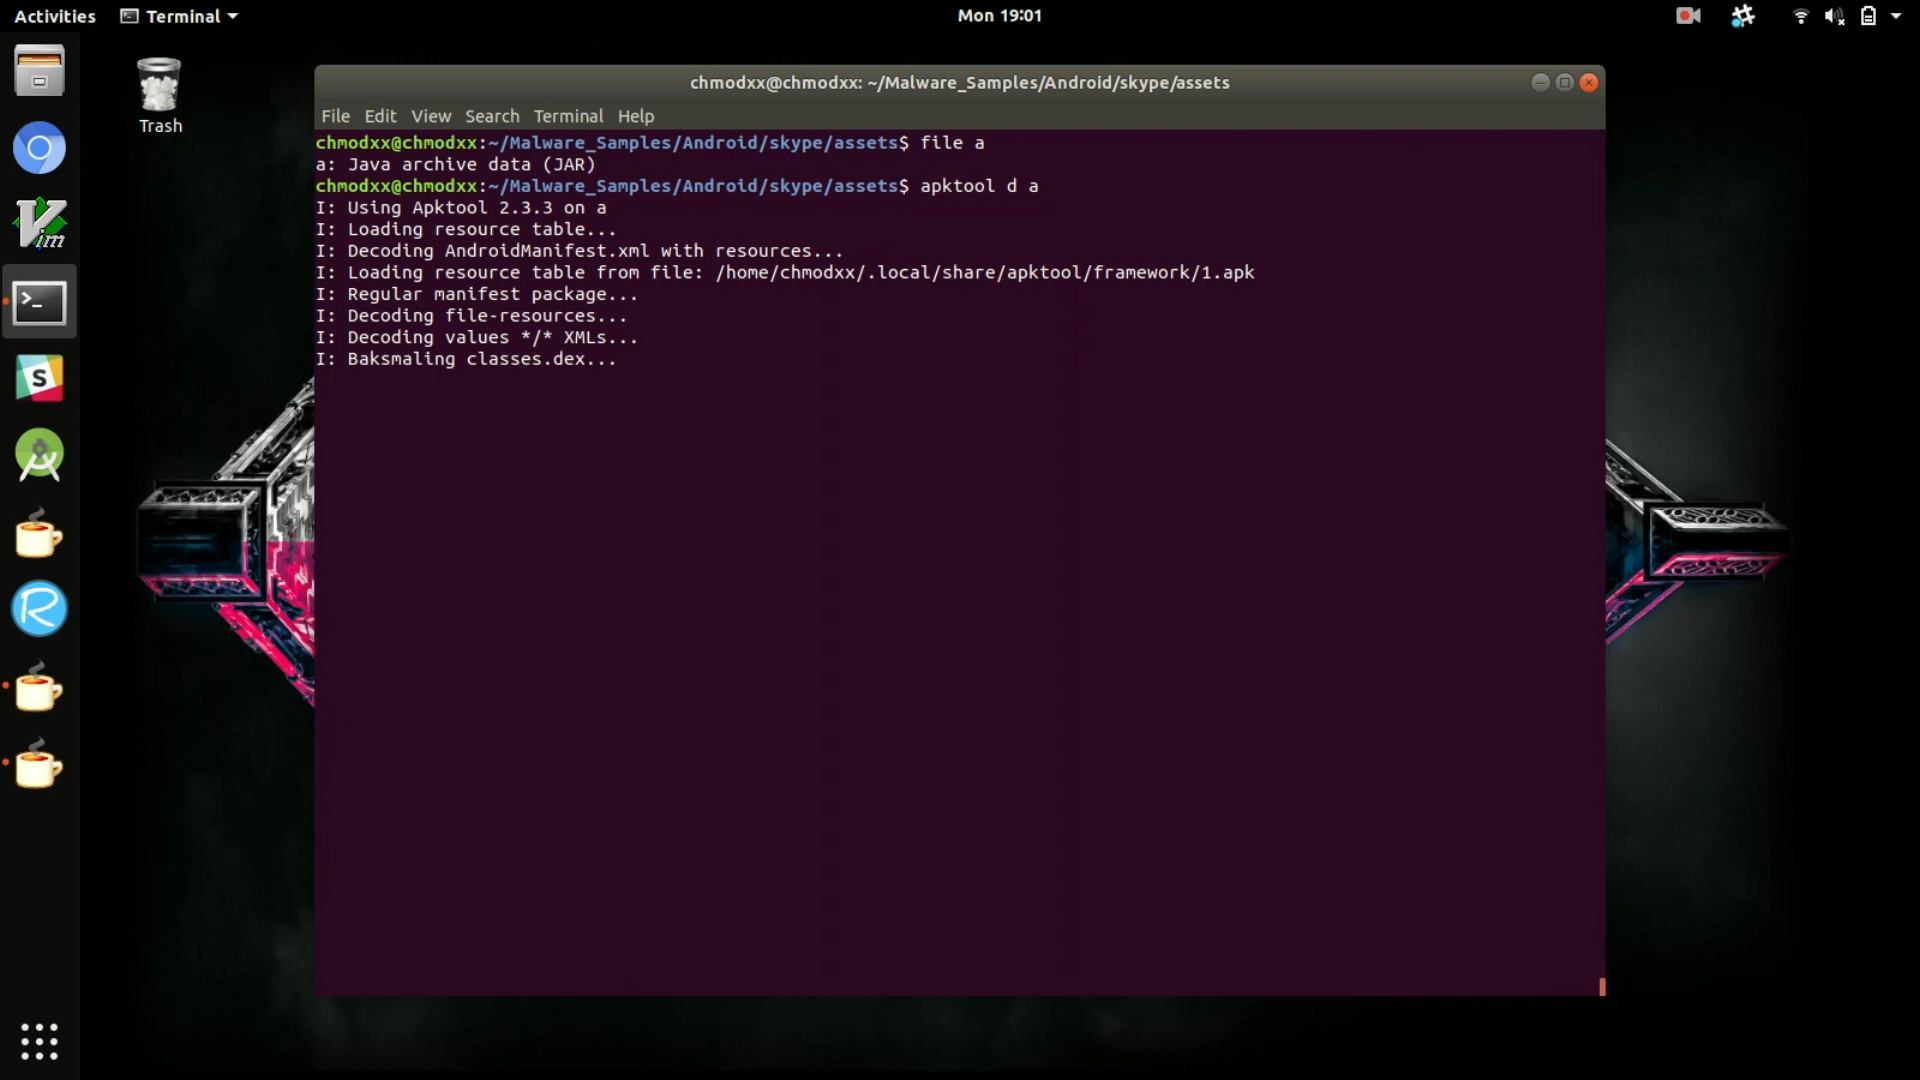 Activities Terminal Mon 19:01
Trash
chmodxx@chmodxx: ~/Malware_Samples/Android/skype/assets
File Edit View Search Terminal Help
chmodxx@chmodxx:~/Malware_Samples/Android/skype/assets$ file a
a: Java archive data (JAR)
chmodxx@chmodxx:~/Malware_Samples/Android/skype/assets$ apktool d a
I: Using Apktool 2.3.3 on a
I: Loading resource table...
I: Decoding AndroidManifest.xml with resources...
I: Loading resource table from file: /home/chmodxx/.local/share/apktool/framework/1.apk
I: Regular manifest package...
I: Decoding file-resources...
I: Decoding values */* XMLs...
I: Baksmaling classes.dex...
Vim
>_
S
R